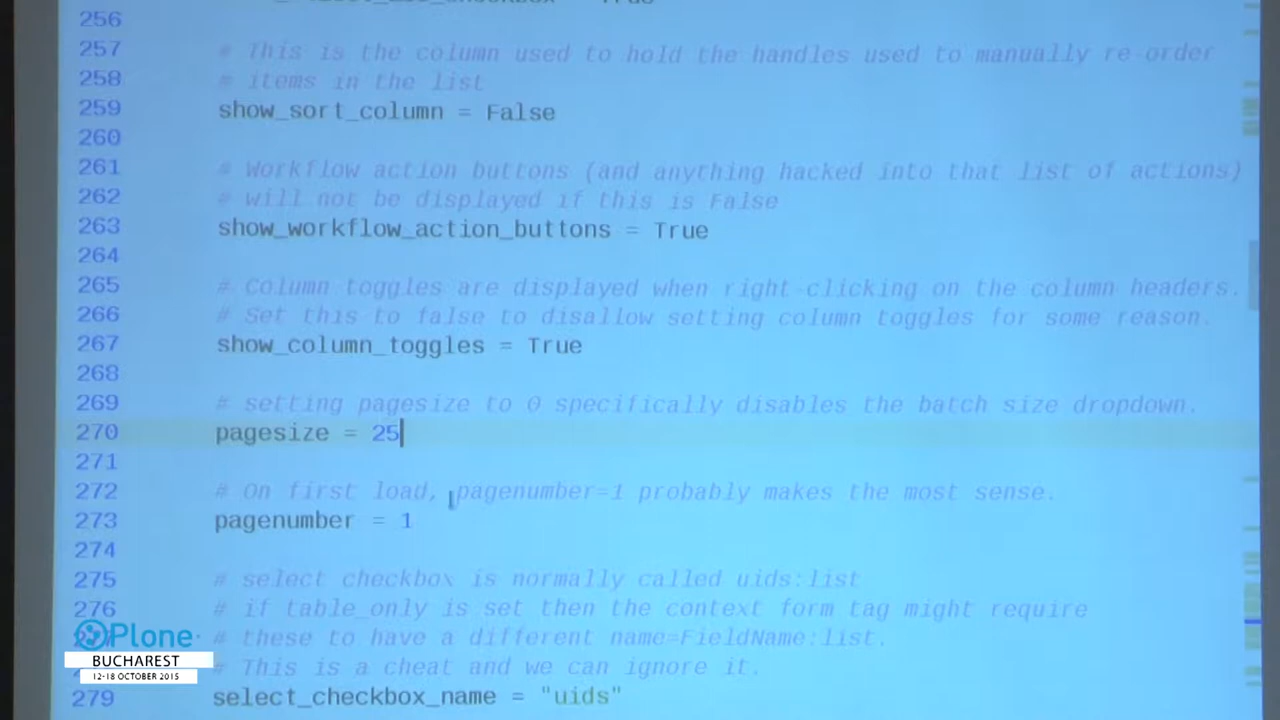 256
257 # This is the column used to hold the handles used to manually re-order
258 # items in the list
259 show_sort_column = False
260
261 # Workflow action buttons (and anything hacked into that list of actions)
262 # will not be displayed if this is False
263 show_workflow_action_buttons = True
264
265 # Column toggles are displayed when right-clicking on the column headers.
266 # Set this to false to disallow setting column toggles for some reason.
267 show_column_toggles = True
268
269 # setting pagesize to 0 specifically disables the batch size dropdown.
270 pagesize = 25
271
272 # On first load, pagenumber=1 probably makes the most sense.
273 pagenumber = 1
274
275 # select checkbox is normally called uids:list
276 # if table_only is set then the context form tag might require
# these to have a different name=FieldName:list.
# This is a cheat and we can ignore it.
279 select_checkbox_name = "uids"
Plone
BUCHAREST
12-18 OCTOBER 2015